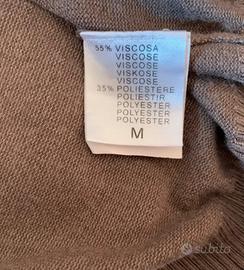 55% VISCOSA
VISCOSE
VISCOSE
VISKOSE
VISCOSE
35% POLIESTERE
POLIESTIR
POLYESTER
POLYESTER
POLYESTER
M
subito